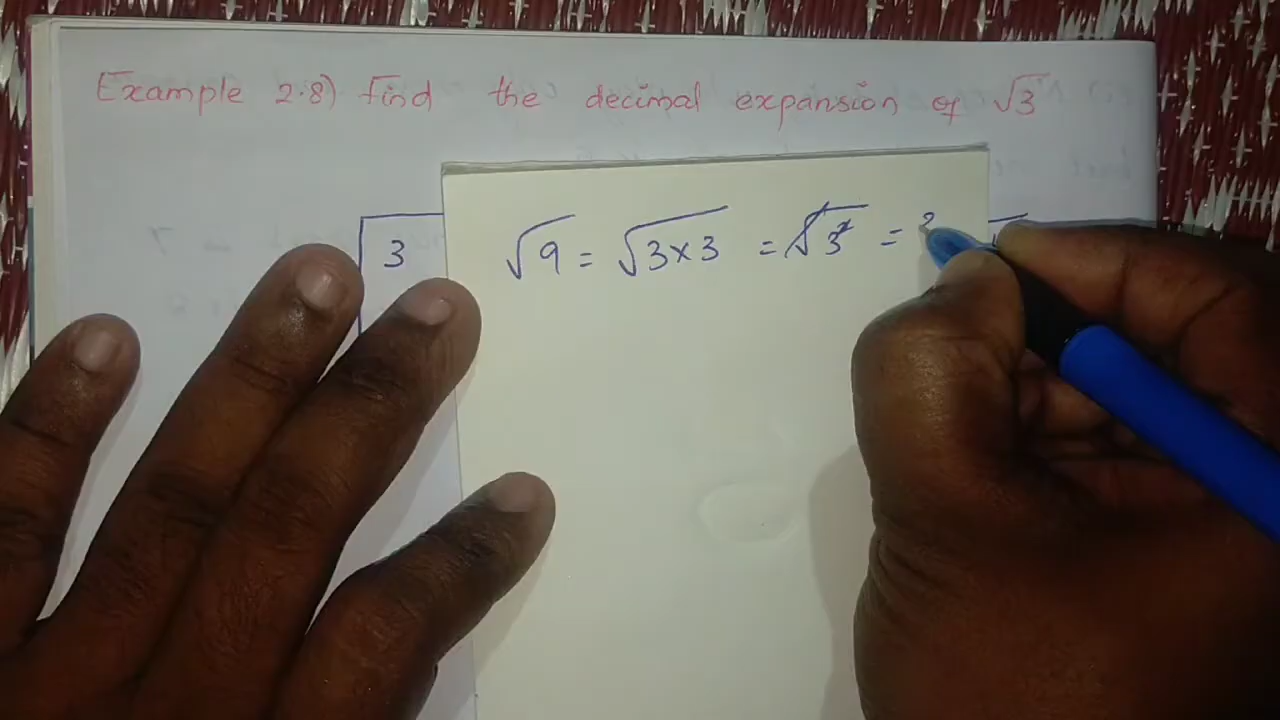 Example 2.8) find the decimal expansion of √3
3
√9 = √3×3 = √3² = 3